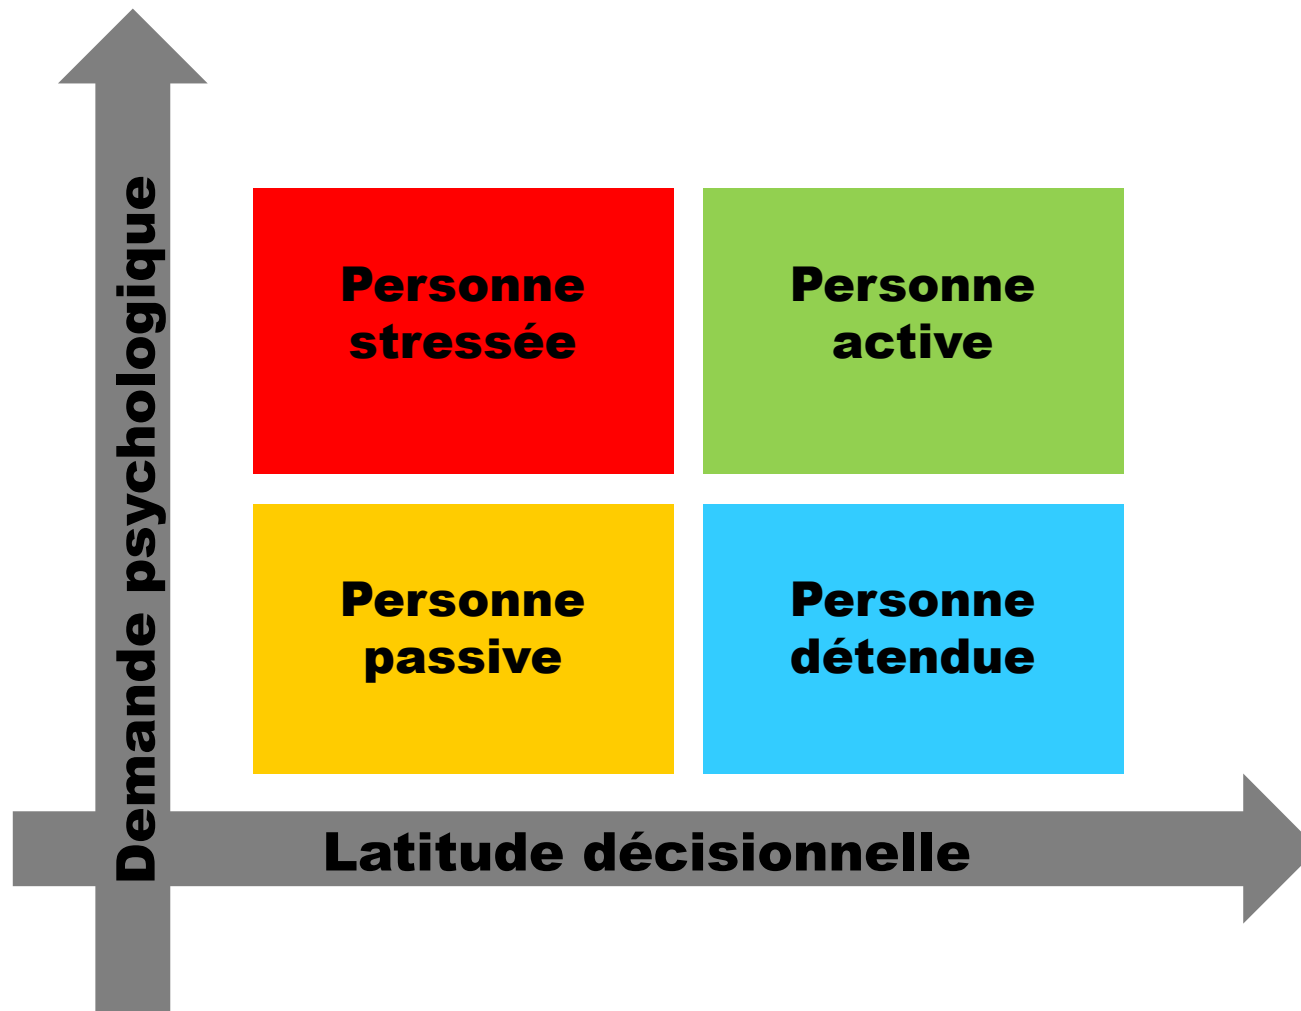 Demande psychologique
Personne
stressée
Personne
active
Personne
passive
Personne
détendue
Latitude décisionnelle